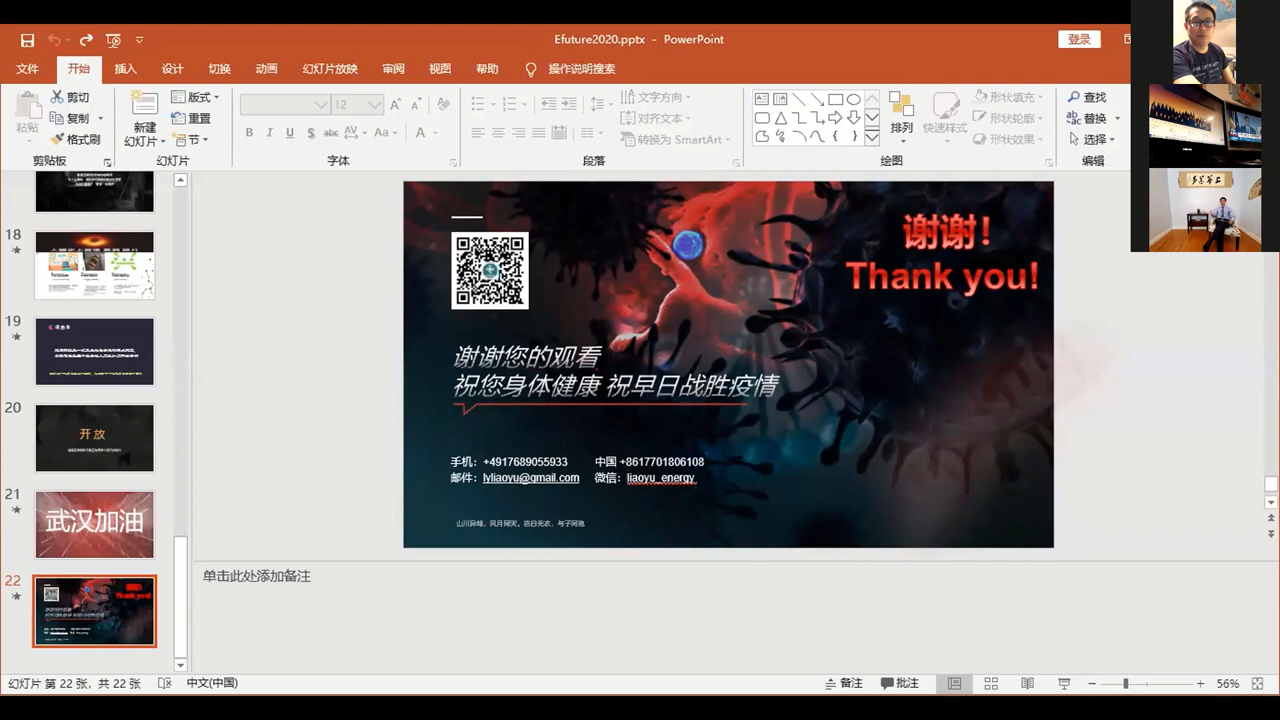 Efuture2020.pptx - PowerPoint
登录
文件 开始 插入 设计 切换 动画 幻灯片放映 审阅 视图 帮助 操作说明搜索
粘贴
剪切
复制
格式刷
剪贴板
新建
幻灯片
版式
重置
节
幻灯片
12
B I U S abc AV Aa A
字体
文字方向
对齐文本
转换为 SmartArt
段落
排列
快速样式
形状填充
形状轮廓
形状效果
绘图
查找
替换
选择
编辑
18
19
20
开放
21
武汉加油
22
谢谢!
Thank you!
谢谢您的观看
祝您身体健康 祝早日战胜疫情
手机: +4917689055933 中国 +8617701806108
邮件: lyliaoyu@gmail.com 微信: liaoyu_energy
山川异域，风月同天。岂曰无衣，与子同袍
单击此处添加备注
幻灯片 第 22 张，共 22 张 中文(中国) 备注 批注 56%